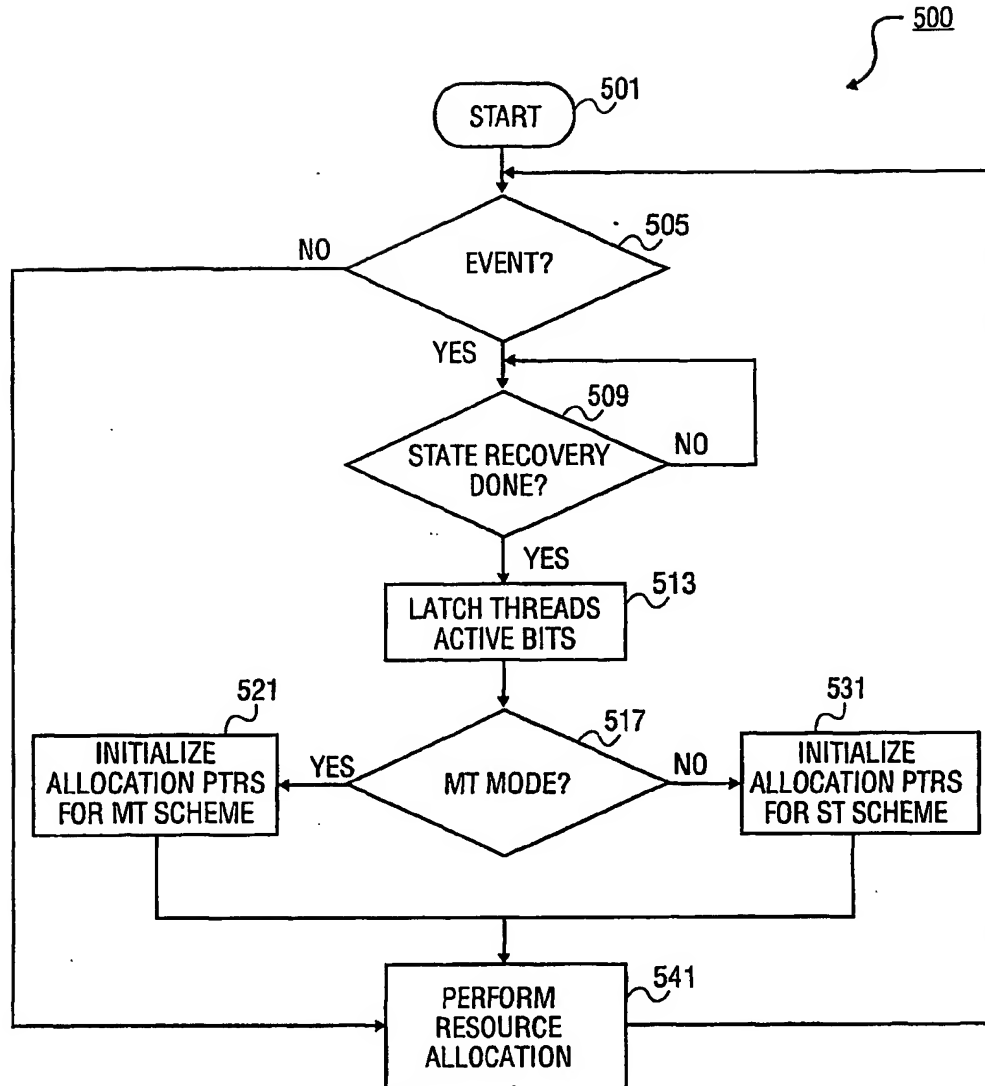 500
START
501
EVENT?
505
NO
YES
STATE RECOVERY
DONE?
509
NO
YES
LATCH THREADS
ACTIVE BITS
513
521
INITIALIZE
ALLOCATION PTRS
FOR MT SCHEME
YES
MT MODE?
517
NO
531
INITIALIZE
ALLOCATION PTRS
FOR ST SCHEME
PERFORM
RESOURCE
ALLOCATION
541